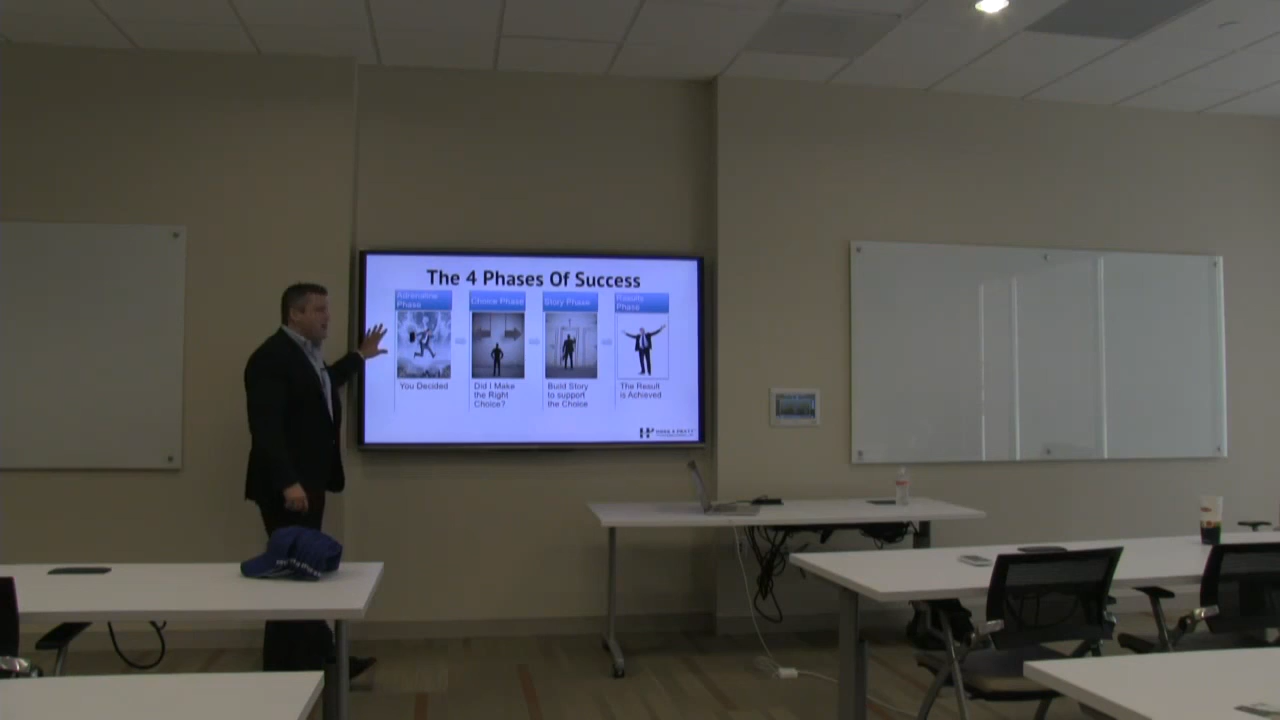 The 4 Phases Of Success
Adrenaline
Phase
Choice Phase
Story Phase
Results
Phase
You Decided
Did I Make
the Right
Choice?
Build Story
to support
the Choice
The Result
is Achieved